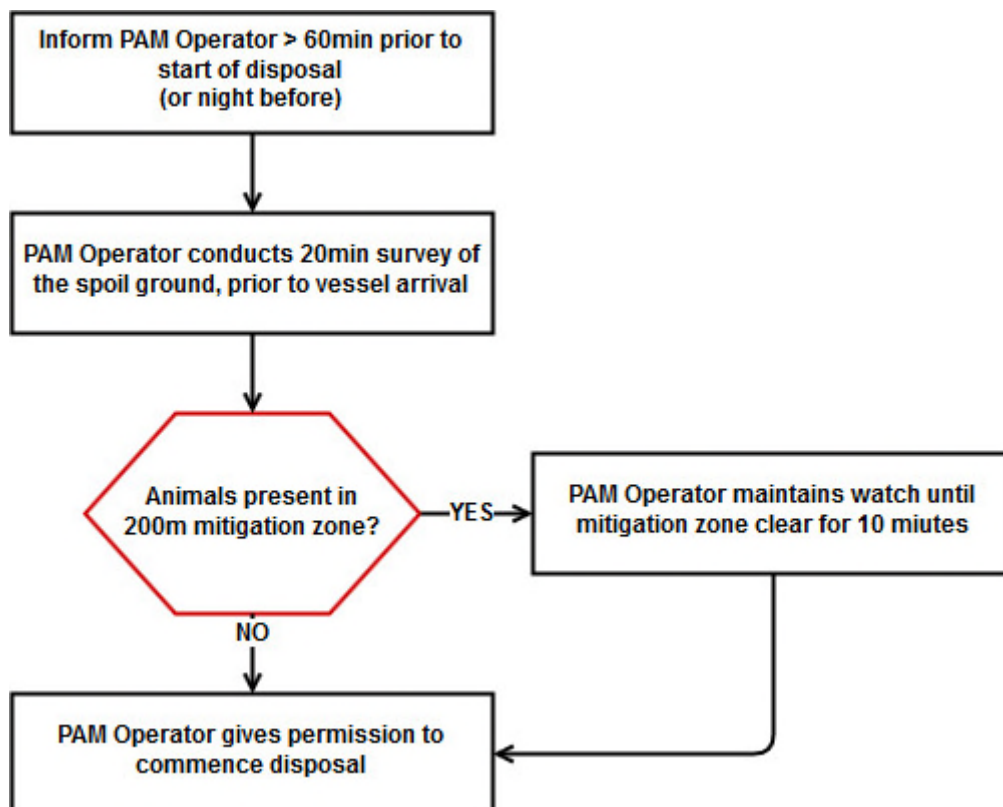 Inform PAM Operator > 60min prior to
start of disposal
(or night before)
PAM Operator conducts 20min survey of
the spoil ground, prior to vessel arrival
Animals present in
200m mitigation zone?
YES
PAM Operator maintains watch until
mitigation zone clear for 10 miutes
NO
PAM Operator gives permission to
commence disposal